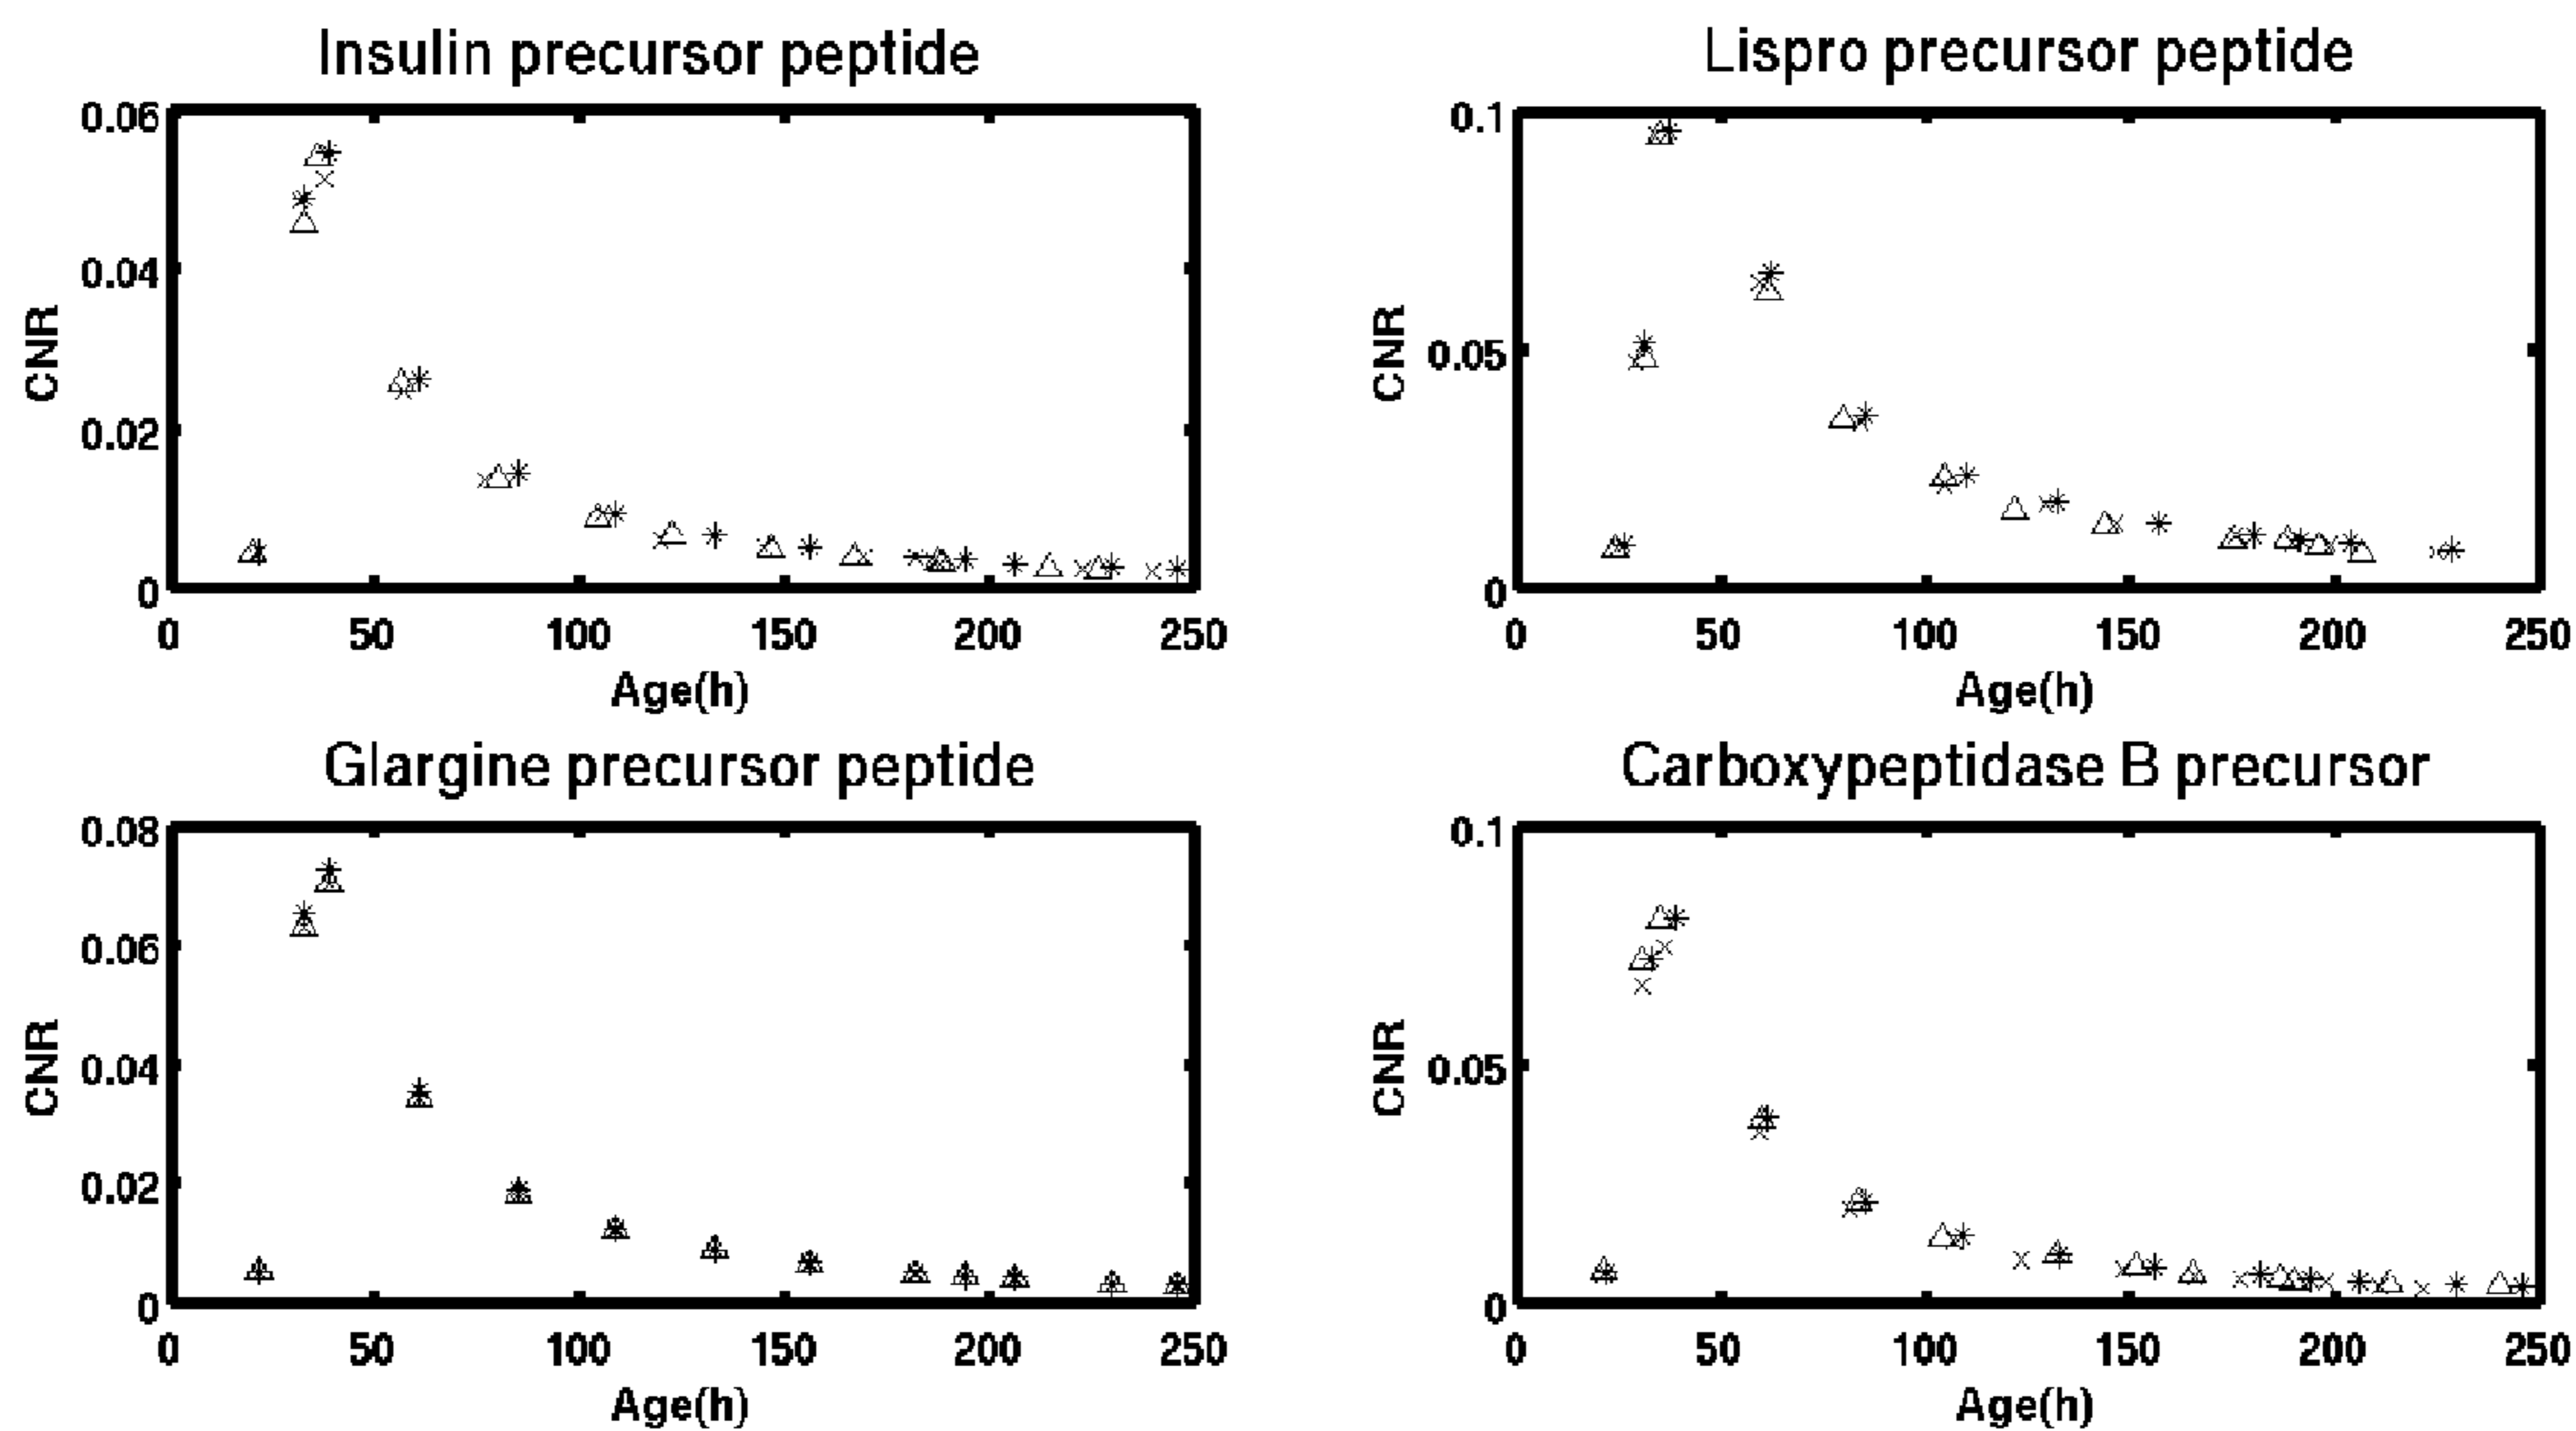 Insulin precursor peptide
0.06
0.04
0.02
0
CNR
0 50 100 150 200 250
Age(h)
Lispro precursor peptide
0.1
0.05
0
CNR
0 50 100 150 200 250
Age(h)
Glargine precursor peptide
0.08
0.06
0.04
0.02
0
CNR
0 50 100 150 200 250
Age(h)
Carboxypeptidase B precursor
0.1
0.05
0
CNR
0 50 100 150 200 250
Age(h)